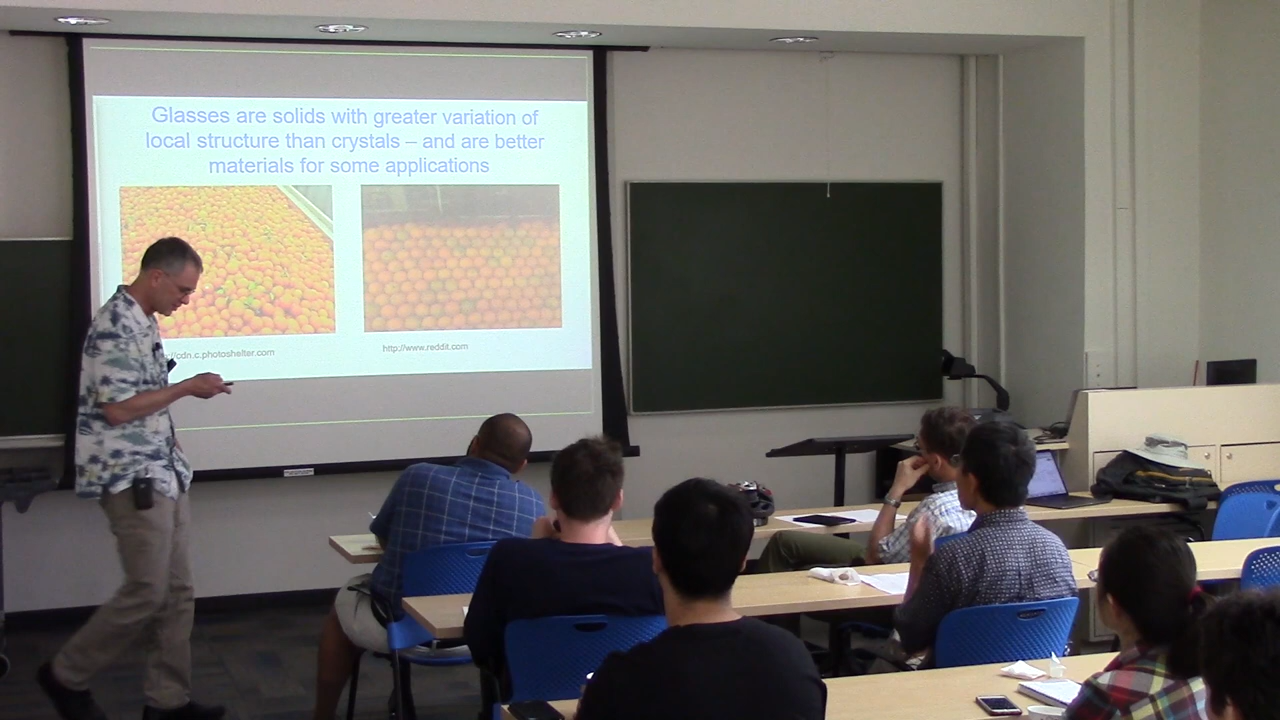 Glasses are solids with greater variation of
local structure than crystals – and are better
materials for some applications
://cdn.c.photoshelter.com
http://www.reddit.com